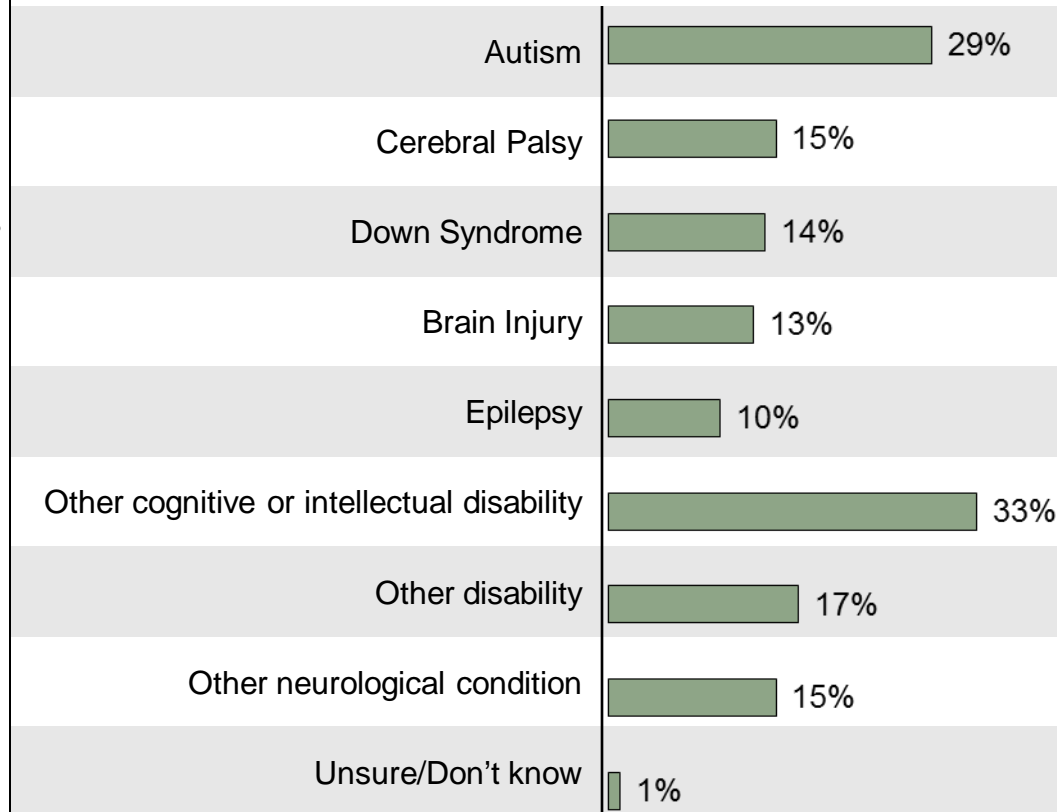 Autism 29%
Cerebral Palsy 15%
Down Syndrome 14%
Brain Injury 13%
Epilepsy 10%
Other cognitive or intellectual disability 33%
Other disability 17%
Other neurological condition 15%
Unsure/Don't know 1%